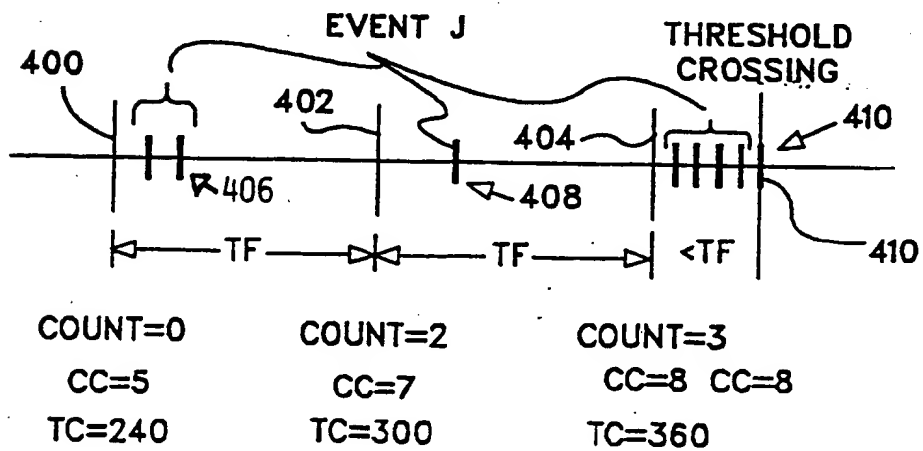 EVENT J
THRESHOLD
CROSSING
400
402
404
410
406
408
410
TF
TF
<TF
COUNT=0
COUNT=2
COUNT=3
CC=5
CC=7
CC=8 CC=8
TC=240
TC=300
TC=360